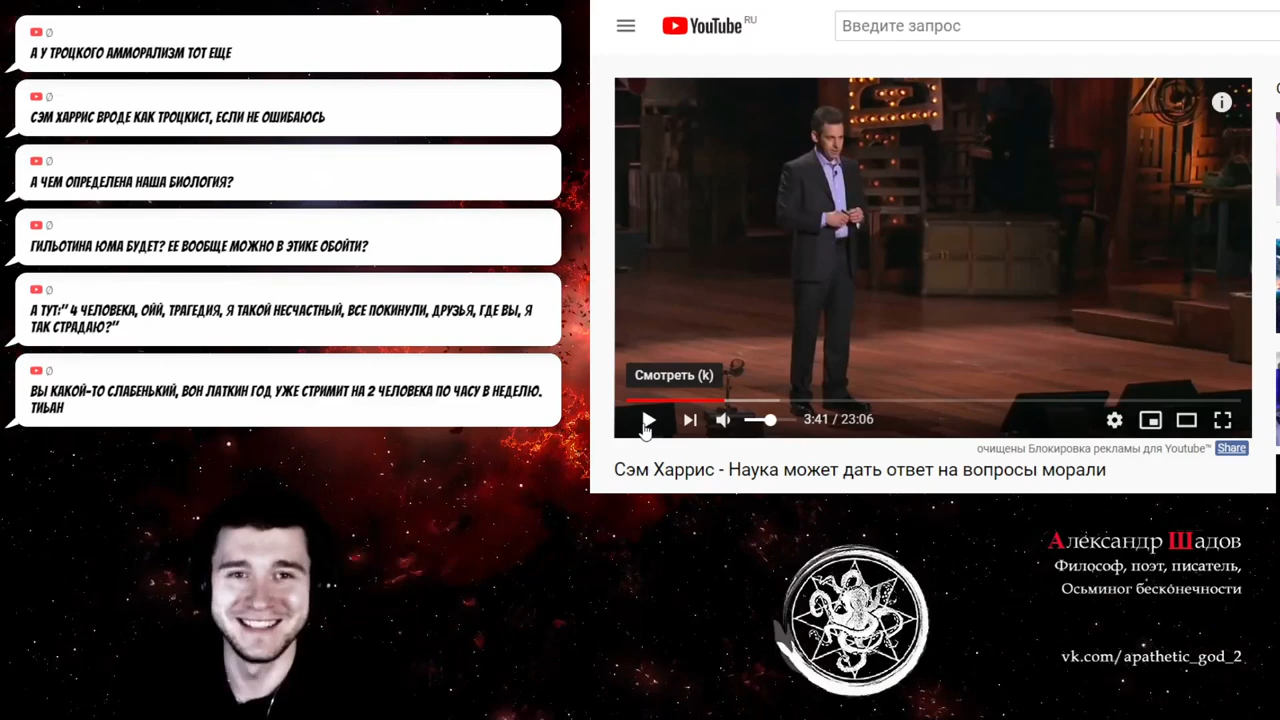 Ø
А У ТРОЦКОГО АММОРАЛИЗМ ТОТ ЕЩЕ
Ø
СЭМ ХАРРИС ВРОДЕ КАК ТРОЦКИСТ, ЕСЛИ НЕ ОШИБАЮСЬ
Ø
А ЧЕМ ОПРЕДЕЛЕНА НАША БИОЛОГИЯ?
Ø
ГИЛЬОТИНА ЮМА БУДЕТ? ЕЕ ВООБЩЕ МОЖНО В ЭТИКЕ ОБОЙТИ?
Ø
А ТУТ:" 4 ЧЕЛОВЕКА, ОЙЙ, ТРАГЕДИЯ, Я ТАКОЙ НЕСЧАСТНЫЙ, ВСЕ ПОКИНУЛИ, ДРУЗЬЯ, ГДЕ ВЫ, Я
ТАК СТРАДАЮ?"
Ø
ВЫ КАКОЙ-ТО СЛАБЕНЬКИЙ, ВОН ЛАТКИН ГОД УЖЕ СТРИМИТ НА 2 ЧЕЛОВЕКА ПО ЧАСУ В НЕДЕЛЮ.
ТИЬАН
YouTube RU
Введите запрос
Смотреть (k)
3:41 / 23:06
очищены Блокировка рекламы для Youtube™ Share
Сэм Харрис - Наука может дать ответ на вопросы морали
Александр Шадов
Философ, поэт, писатель,
Осьминог бесконечности
vk.com/apathetic_god_2